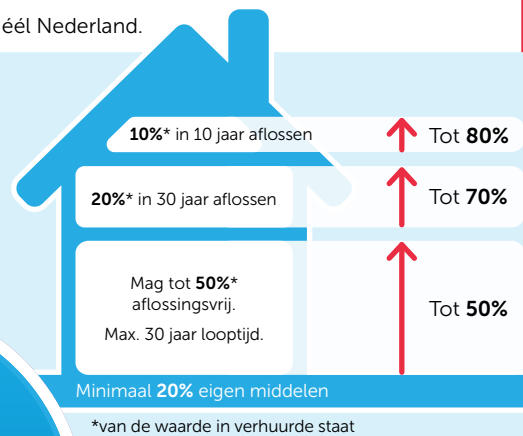 éél Nederland.
10%* in 10 jaar aflossen
Tot 80%
20%* in 30 jaar aflossen
Tot 70%
Mag tot 50%*
aflossingsvrij.
Max. 30 jaar looptijd.
Tot 50%
Minimaal 20% eigen middelen
*van de waarde in verhuurde staat